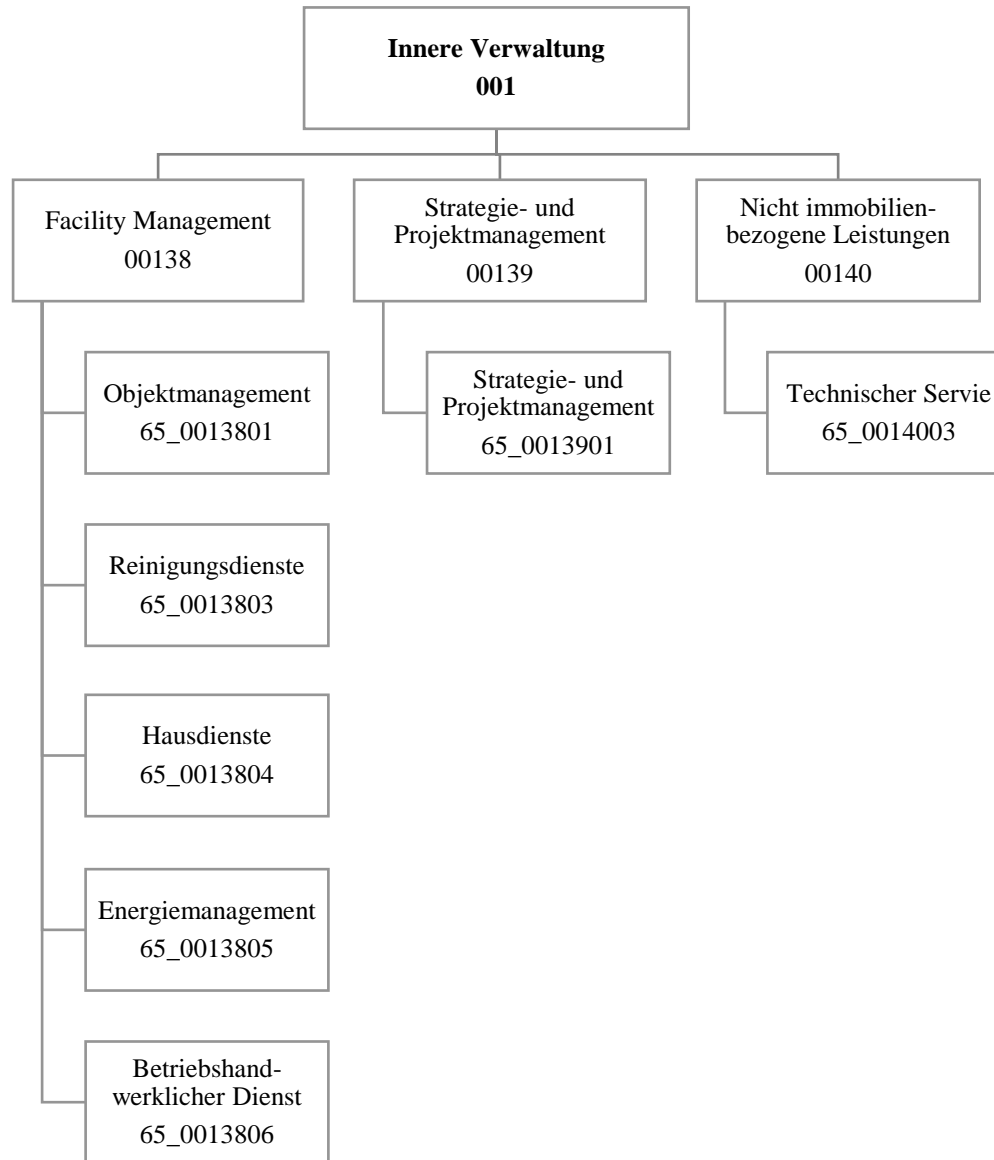 Innere Verwaltung
001
Facility Management
00138
Strategie- und
Projektmanagement
00139
Nicht immobilien-
bezogene Leistungen
00140
Objektmanagement
65_0013801
Strategie- und
Projektmanagement
65_0013901
Technischer Servie
65_0014003
Reinigungsdienste
65_0013803
Hausdienste
65_0013804
Energiemanagement
65_0013805
Betriebshand-
werklicher Dienst
65_0013806